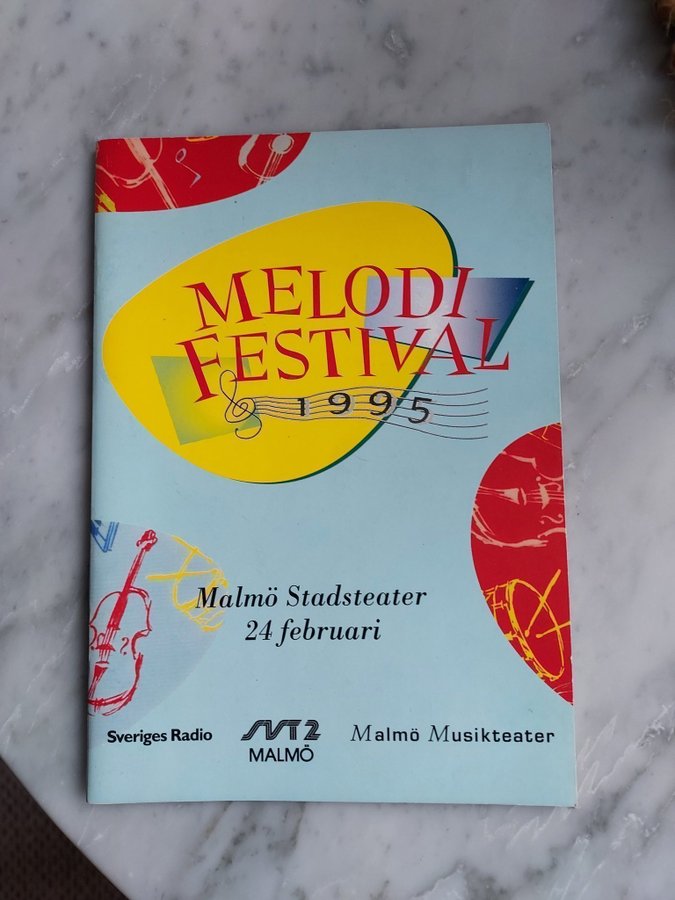 MELODI
FESTIVAL
1995
Malmö Stadsteater
24 februari
Sveriges Radio
SVT2
MALMÖ
Malmö Musikteater